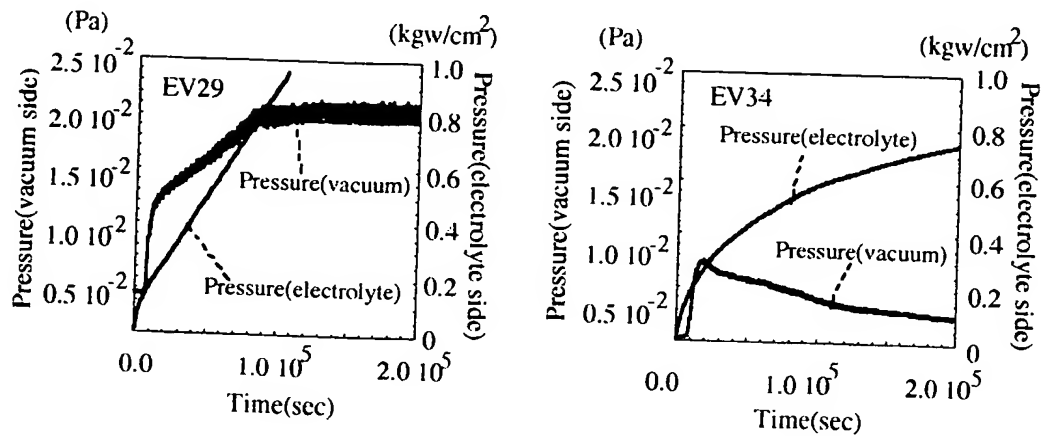 (Pa)
(kgw/cm2)
2.5 10-2
2.0 10-2
1.5 10-2
1.0 10-2
0.5 10-2
Pressure(vacuum side)
EV29
Pressure(vacuum)
Pressure(electrolyte)
1.0
0.8
0.6
0.4
0.2
0
Pressure(electrolyte side)
0.0
1.0 105
2.0 105
Time(sec)
(Pa)
(kgw/cm2)
2.5 10-2
2.0 10-2
1.5 10-2
1.0 10-2
0.5 10-2
Pressure(vacuum side)
EV34
Pressure(electrolyte)
Pressure(vacuum)
1.0
0.8
0.6
0.4
0.2
0
Pressure(electrolyte side)
0.0
1.0 105
2.0 105
Time(sec)